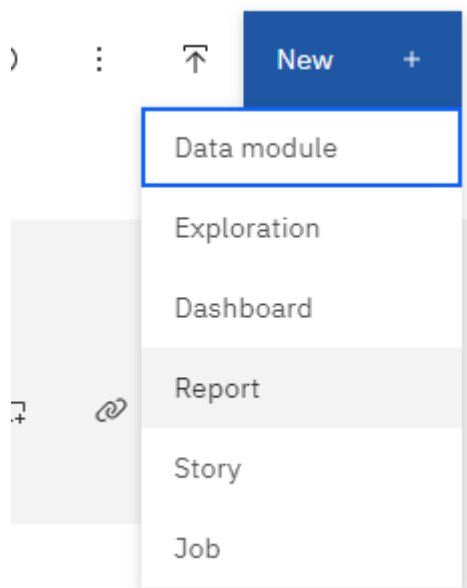 New +
Data module
Exploration
Dashboard
Report
Story
Job